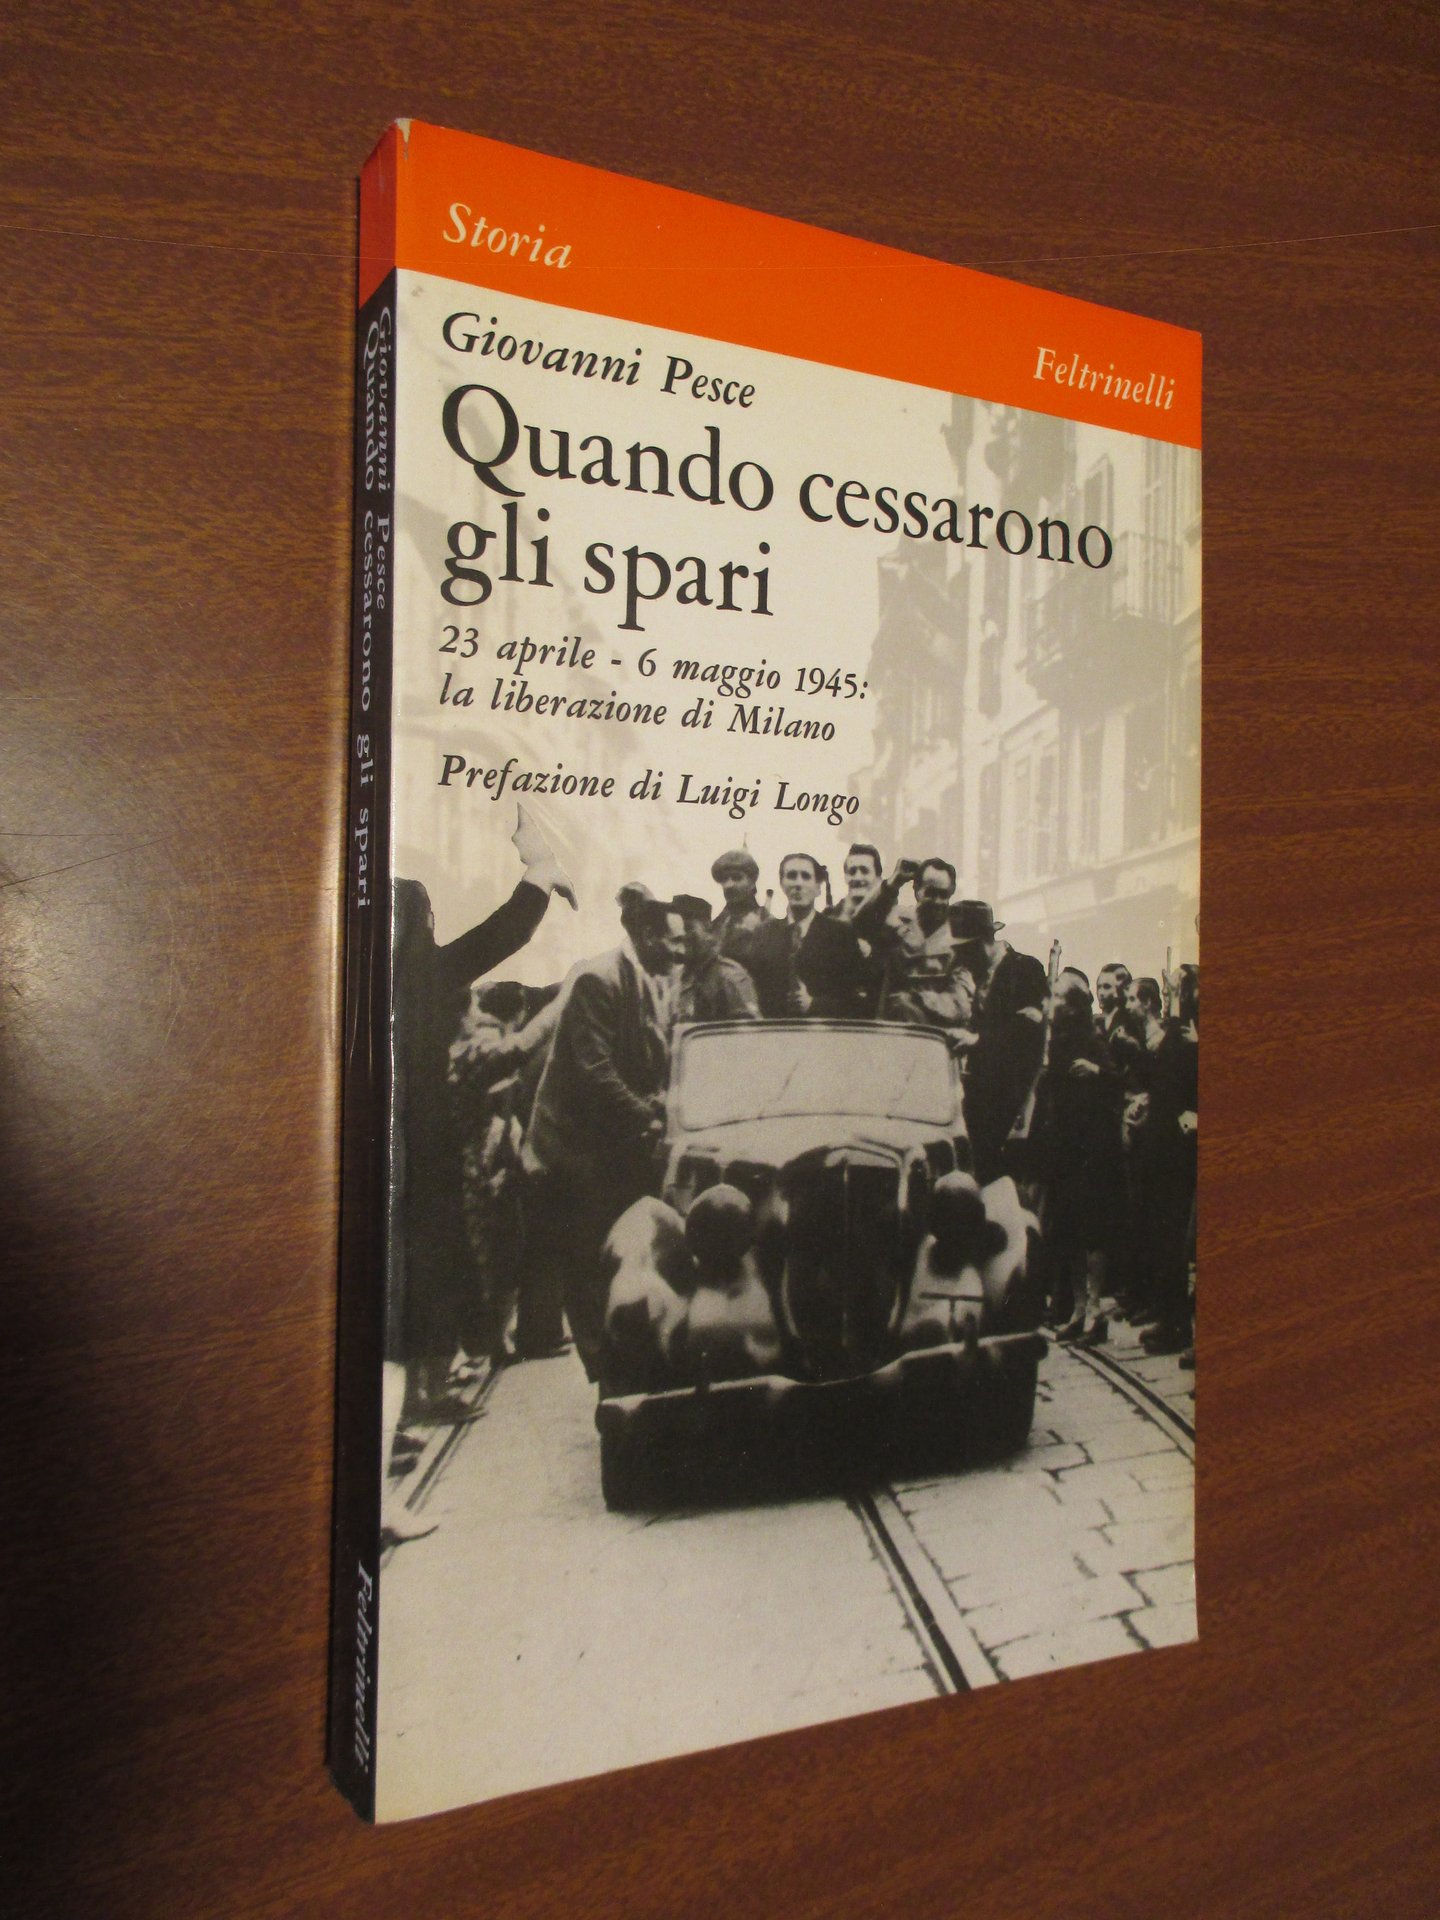 Storia
Feltrinelli
Giovanni Pesce
Quando cessarono
gli spari
23 aprile - 6 maggio 1945:
la liberazione di Milano
Prefazione di Luigi Longo
Giovanni Pesce
Quando cessarono gli spari
Feltrinelli